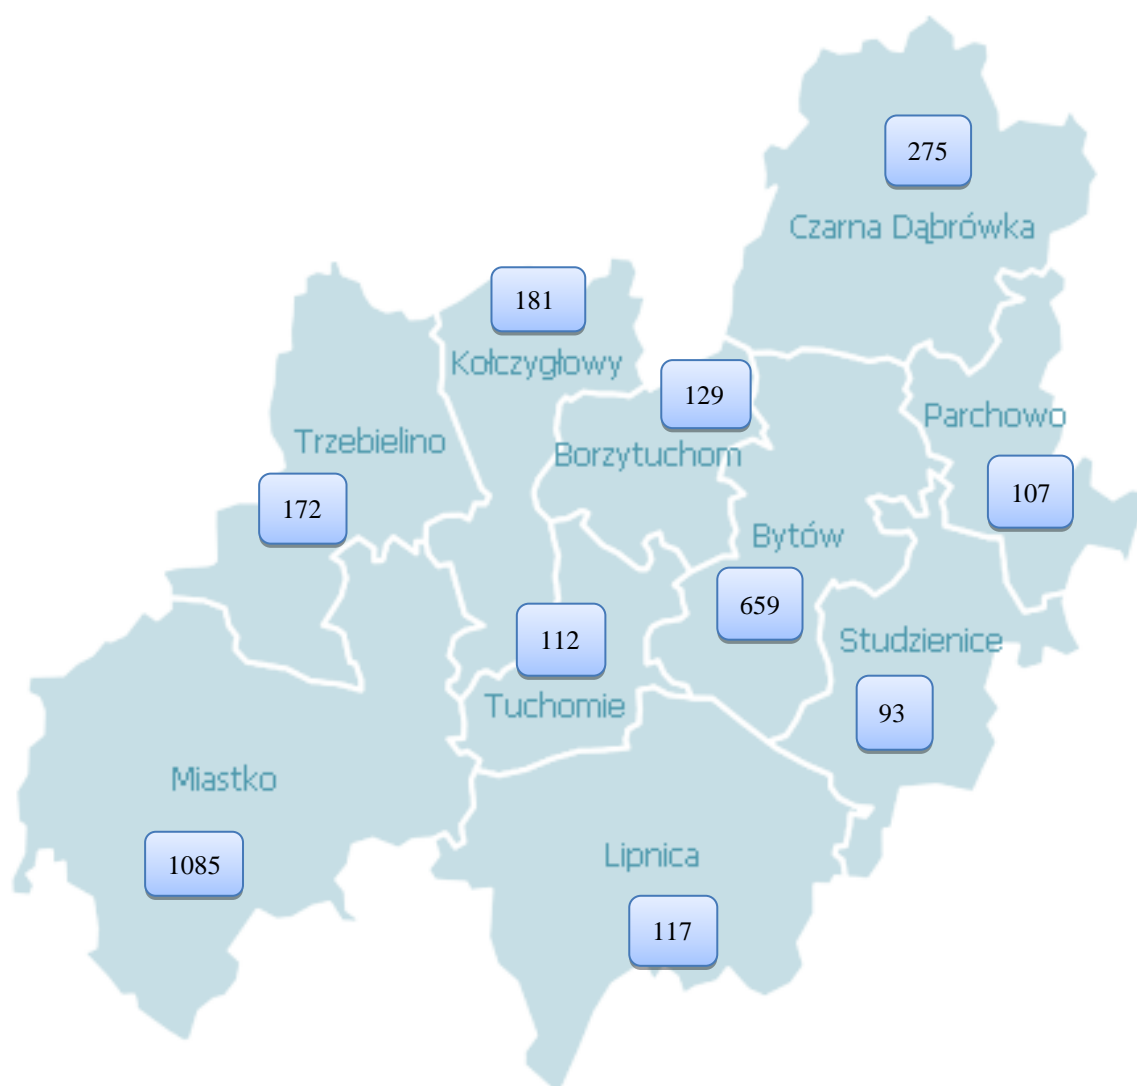 275
Czarna Dąbrówka
181
Kołczygłowy
129
Parchowo
Trzebielino
Borzytuchom
172
107
Bytów
659
112
Studzienice
Tuchomie
93
Miastko
1085
Lipnica
117